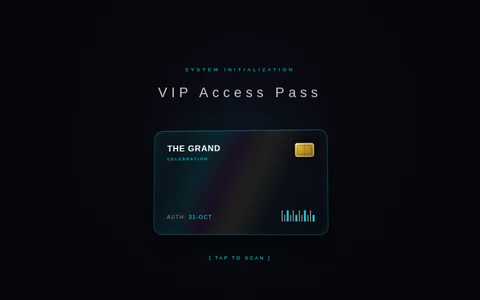 SYSTEM INITIALIZATION
VIP Access Pass
THE GRAND
CELEBRATION
AUTH: 31-OCT
[ TAP TO SCAN ]